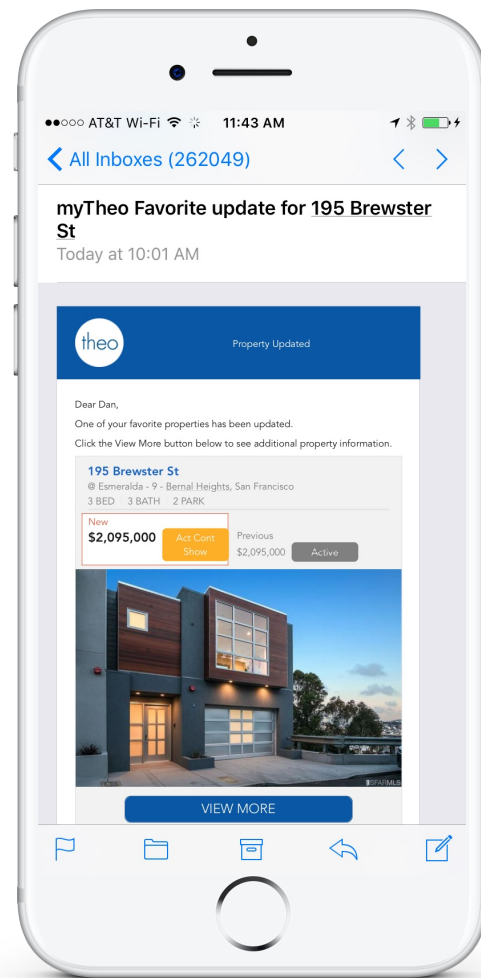 AT&T Wi-Fi 11:43 AM
All Inboxes (262049)
myTheo Favorite update for 195 Brewster
St
Today at 10:01 AM
theo
Property Updated
Dear Dan,
One of your favorite properties has been updated.
Click the View More button below to see additional property information.
195 Brewster St
@ Esmeralda - 9 - Bernal Heights, San Francisco
3 BED 3 BATH 2 PARK
New
$2,095,000 Act Cont
Show
Previous
$2,095,000 Active
SFARMLS
VIEW MORE